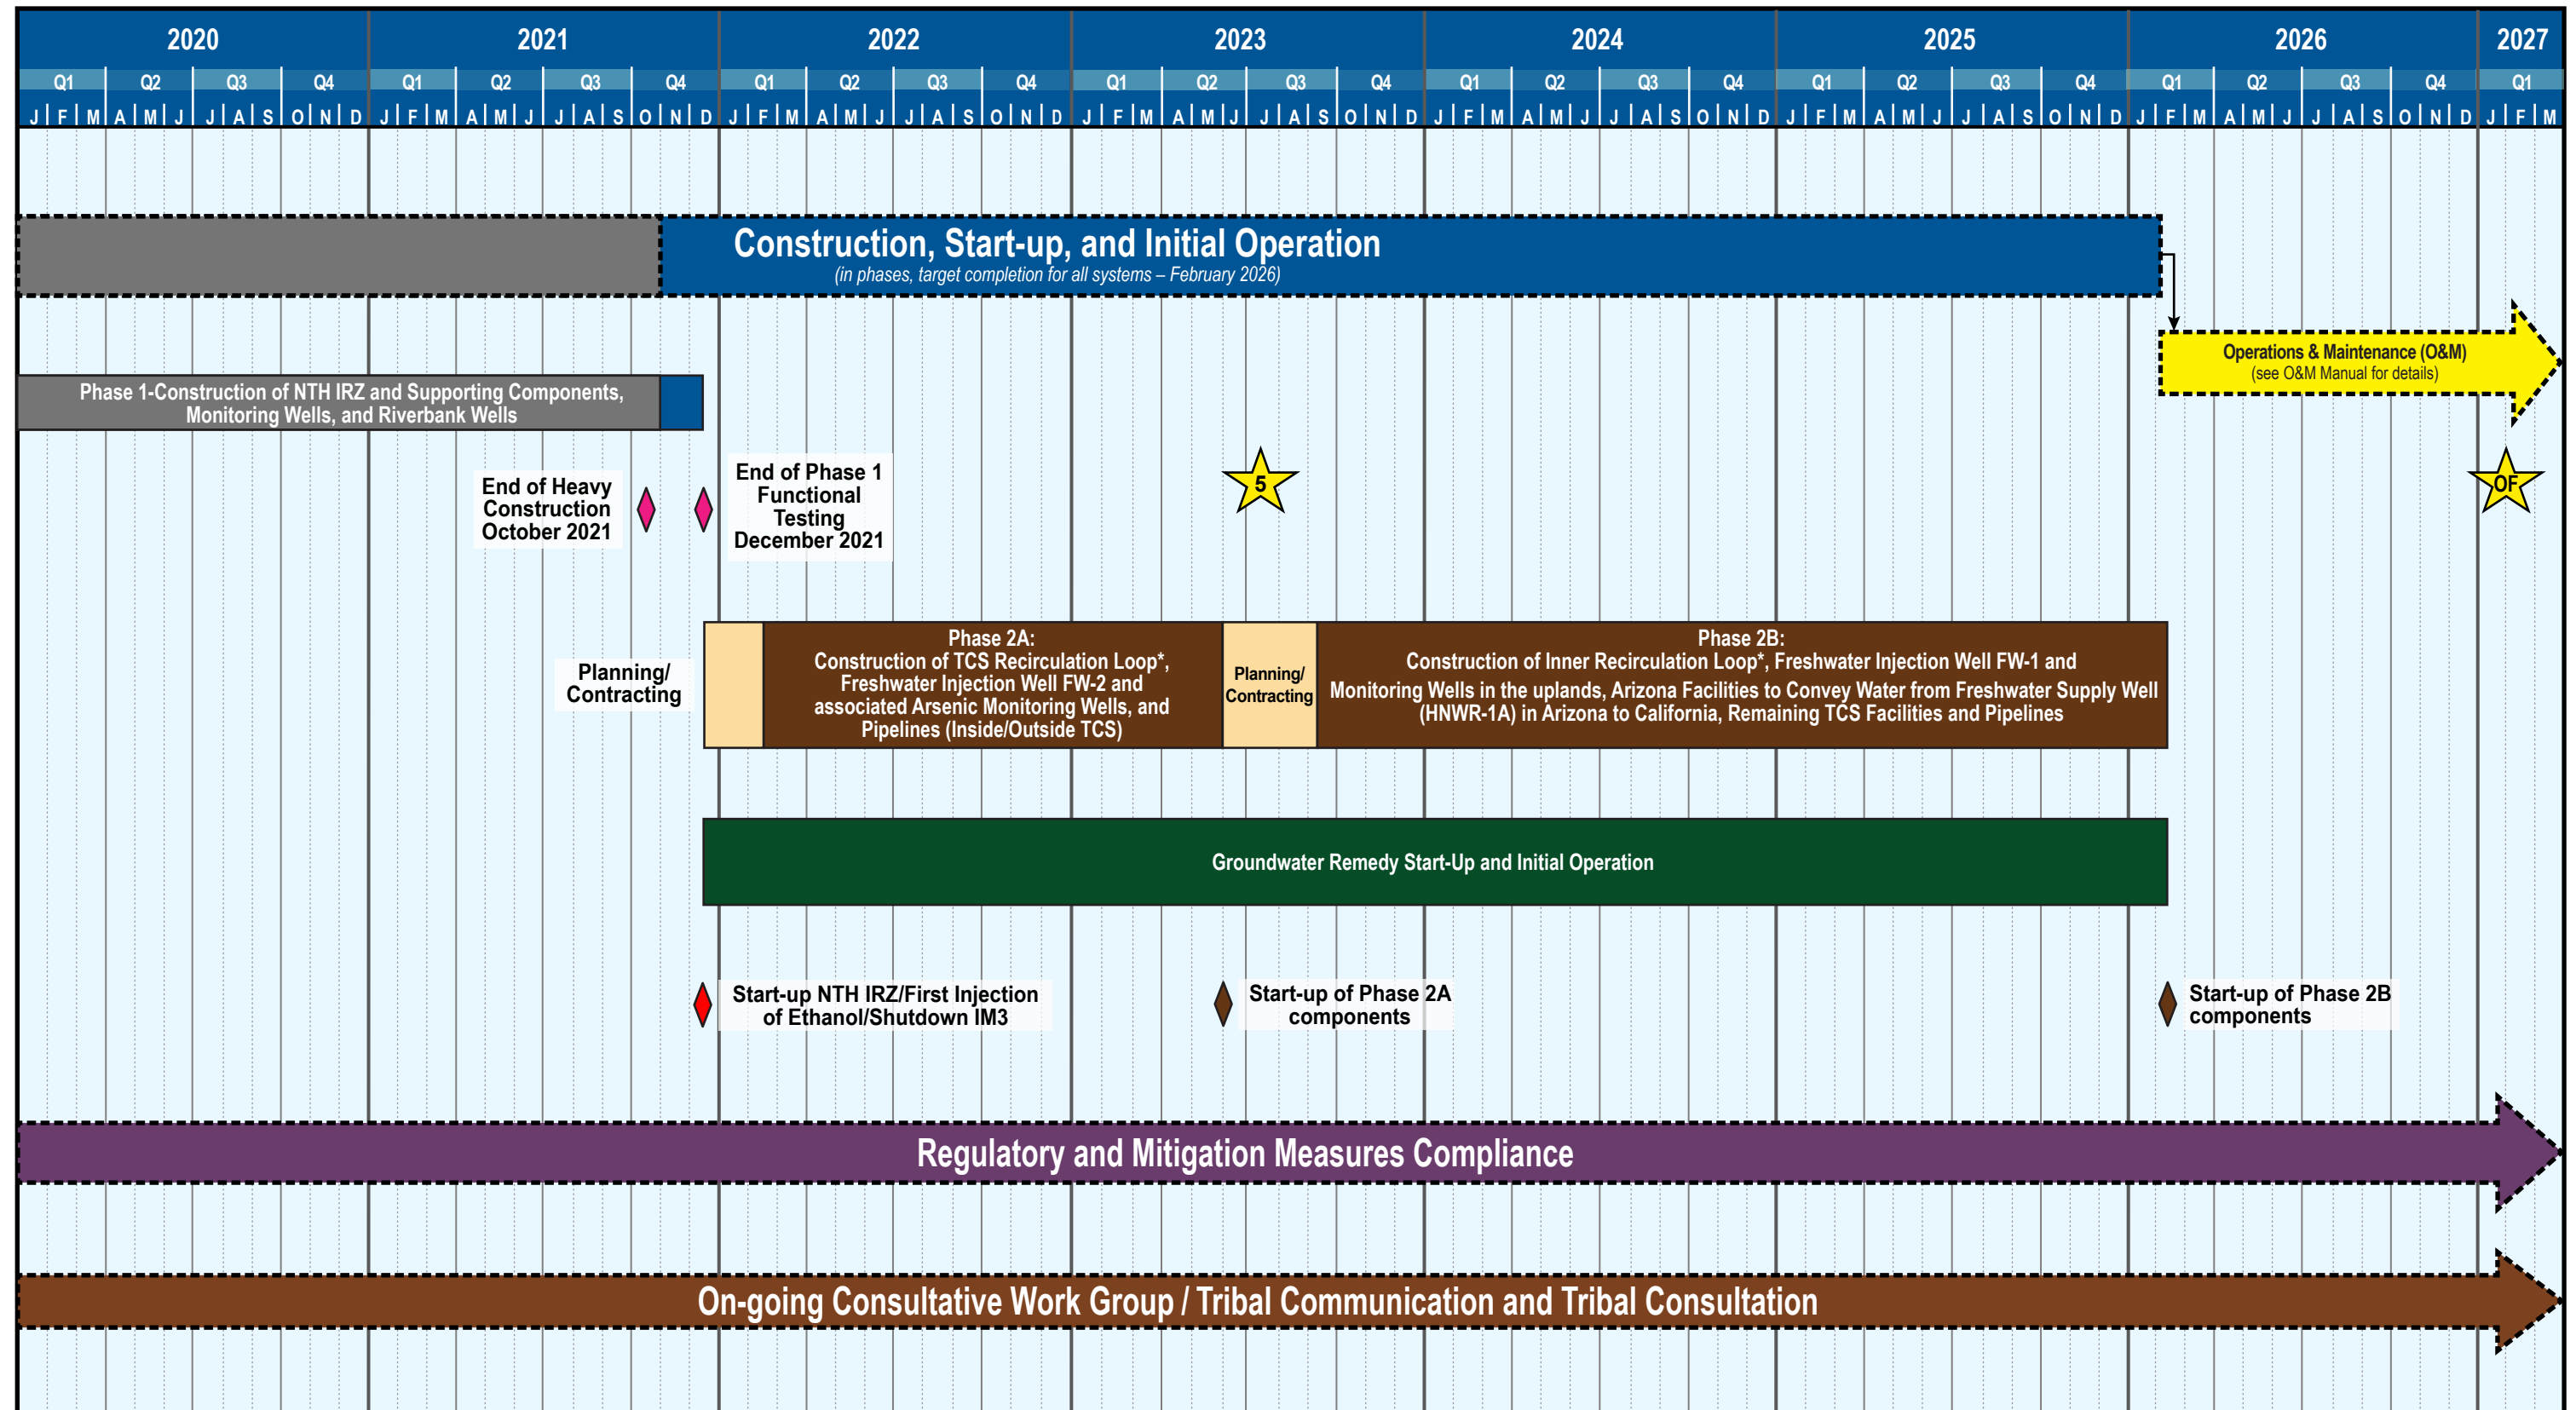 2020 2021 2022 2023 2024 2025 2026 2027
Q1 Q2 Q3 Q4 Q1 Q2 Q3 Q4 Q1 Q2 Q3 Q4 Q1 Q2 Q3 Q4 Q1 Q2 Q3 Q4 Q1 Q2 Q3 Q4 Q1 Q2 Q3 Q4 Q1
J F M A M J J A S O N D J F M A M J J A S O N D J F M A M J J A S O N D J F M A M J J A S O N D J F M A M J J A S O N D J F M A M J J A S O N D J F M A M J J A S O N D J F M
Construction, Start-up, and Initial Operation
(in phases, target completion for all systems – February 2026)
Operations & Maintenance (O&M)
(see O&M Manual for details)
Phase 1-Construction of NTH IRZ and Supporting Components,
Monitoring Wells, and Riverbank Wells
End of Heavy
Construction
October 2021
End of Phase 1
Functional
Testing
December 2021
5
OF
Planning/
Contracting
Phase 2A:
Construction of TCS Recirculation Loop*,
Freshwater Injection Well FW-2 and
associated Arsenic Monitoring Wells, and
Pipelines (Inside/Outside TCS)
Planning/
Contracting
Phase 2B:
Construction of Inner Recirculation Loop*, Freshwater Injection Well FW-1 and
Monitoring Wells in the uplands, Arizona Facilities to Convey Water from Freshwater Supply Well
(HNWR-1A) in Arizona to California, Remaining TCS Facilities and Pipelines
Groundwater Remedy Start-Up and Initial Operation
Start-up NTH IRZ/First Injection
of Ethanol/Shutdown IM3
Start-up of Phase 2A
components
Start-up of Phase 2B
components
Regulatory and Mitigation Measures Compliance
On-going Consultative Work Group / Tribal Communication and Tribal Consultation